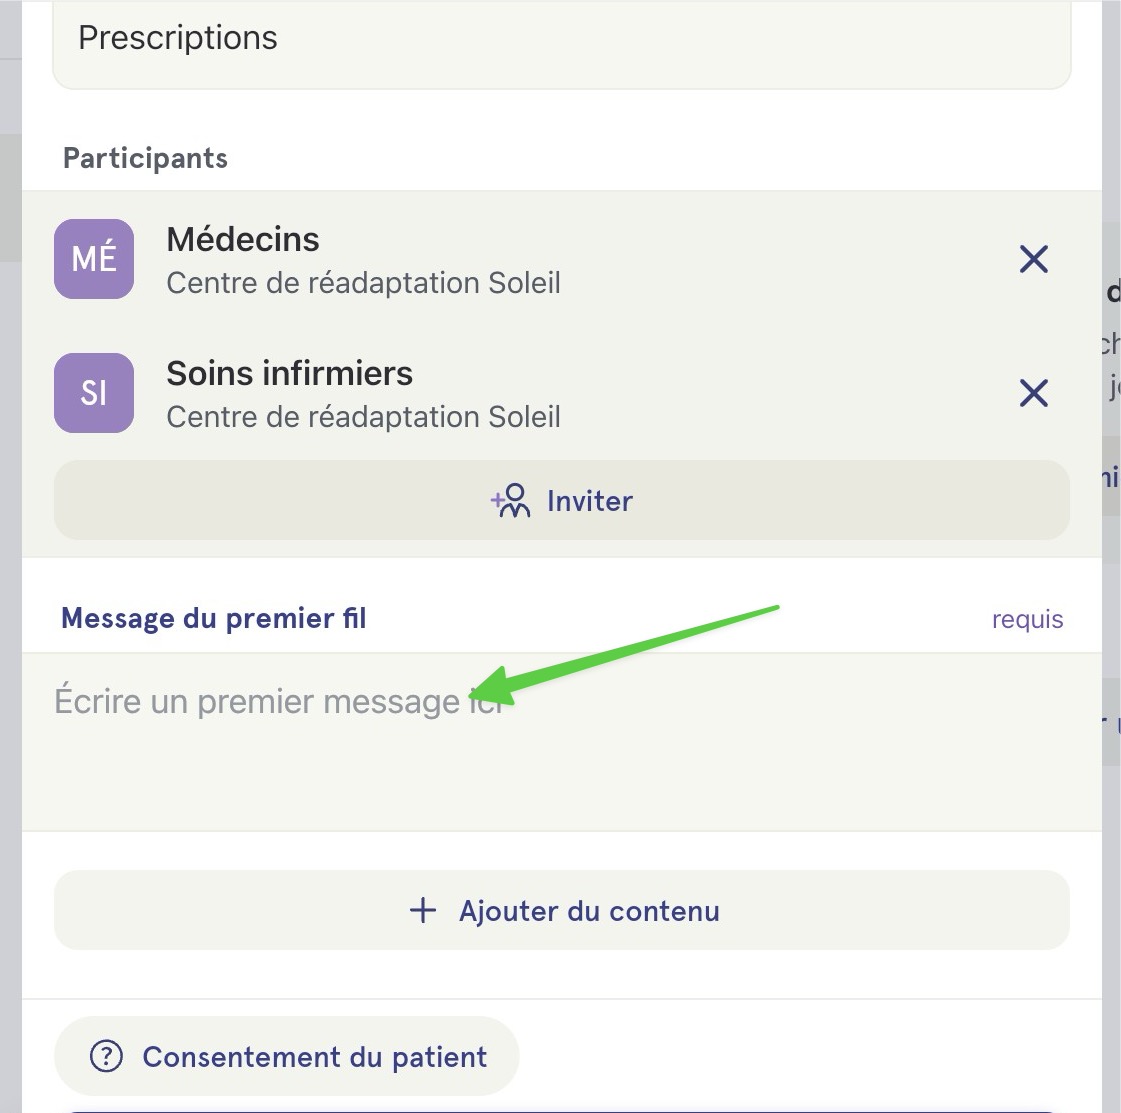 Prescriptions
Participants
MÉ
Médecins
Centre de réadaptation Soleil
SI
Soins infirmiers
Centre de réadaptation Soleil
Inviter
Message du premier fil
requis
Écrire un premier message ici
Ajouter du contenu
? Consentement du patient